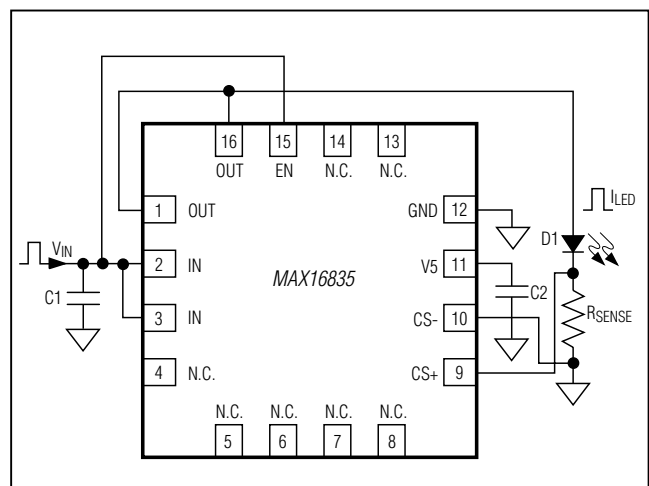 16 15 14 13
OUT EN N.C. N.C.
1 OUT
GND 12
ILED
VIN
2 IN
MAX16835
V5 11
D1
C1
C2
3 IN
CS- 10
RSENSE
4 N.C.
CS+ 9
N.C. N.C. N.C. N.C.
5 6 7 8